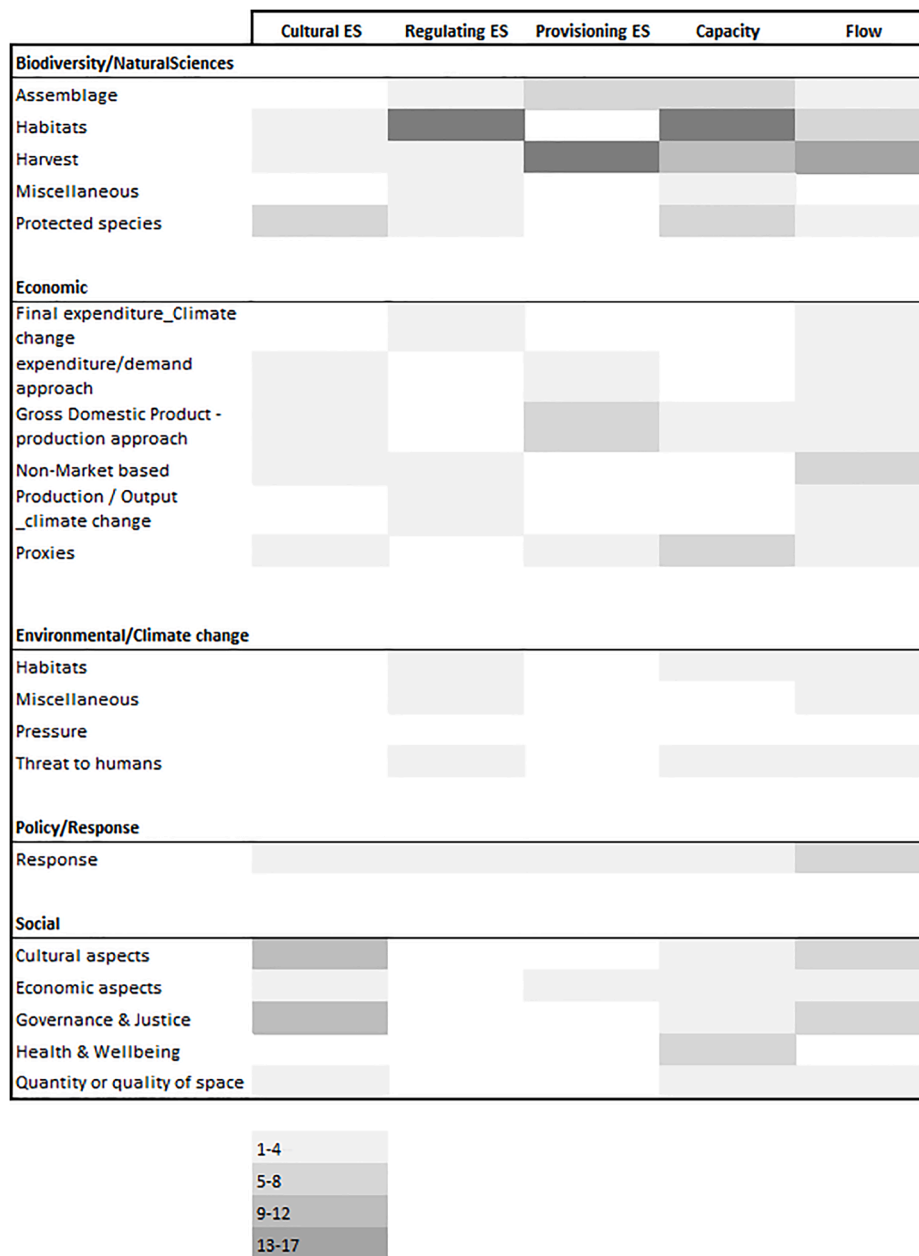 Cultural ES Regulating ES Provisioning ES Capacity Flow
Biodiversity/NaturalSciences
Assemblage
Habitats
Harvest
Miscellaneous
Protected species
Economic
Final expenditure_Climate
change
expenditure/demand
approach
Gross Domestic Product -
production approach
Non-Market based
Production / Output
_climate change
Proxies
Environmental/Climate change
Habitats
Miscellaneous
Pressure
Threat to humans
Policy/Response
Response
Social
Cultural aspects
Economic aspects
Governance & Justice
Health & Wellbeing
Quantity or quality of space
1-4
5-8
9-12
13-17